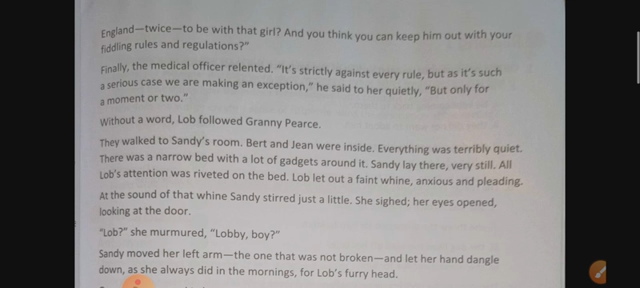 England—twice—to be with that girl? And you think you can keep him out with your
fiddling rules and regulations?"
Finally, the medical officer relented. "It's strictly against every rule, but as it's such
a serious case we are making an exception," he said to her quietly, "But only for
a moment or two."
Without a word, Lob followed Granny Pearce.
They walked to Sandy's room. Bert and Jean were inside. Everything was terribly quiet.
There was a narrow bed with a lot of gadgets around it. Sandy lay there, very still. All
Lob's attention was riveted on the bed. Lob let out a faint whine, anxious and pleading.
At the sound of that whine Sandy stirred just a little. She sighed; her eyes opened,
looking at the door.
"Lob?" she murmured, "Lobby, boy?"
Sandy moved her left arm—the one that was not broken—and let her hand dangle
down, as she always did in the mornings, for Lob's furry head.